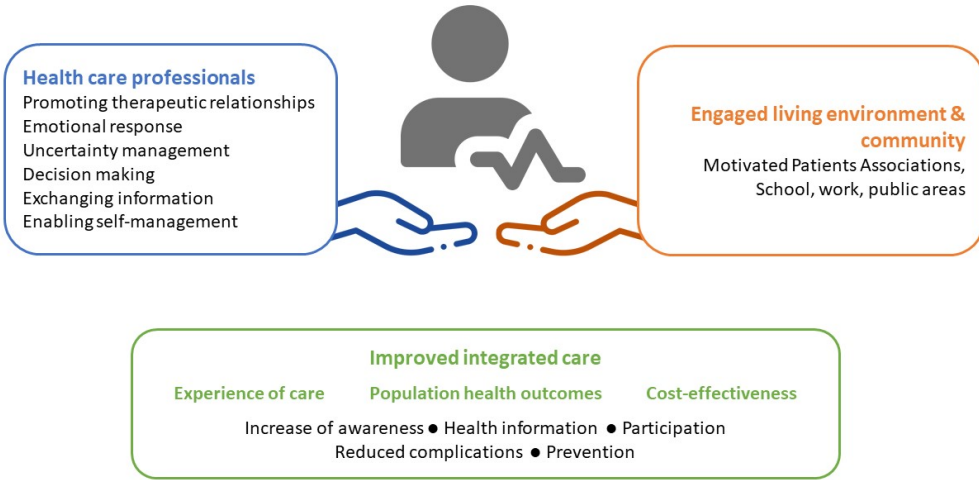 Health care professionals
Promoting therapeutic relationships
Emotional response
Uncertainty management
Decision making
Exchanging information
Enabling self-management
Engaged living environment &
community
Motivated Patients Associations,
School, work, public areas
Improved integrated care
Experience of care Population health outcomes Cost-effectiveness
Increase of awareness ● Health information ● Participation
Reduced complications ● Prevention